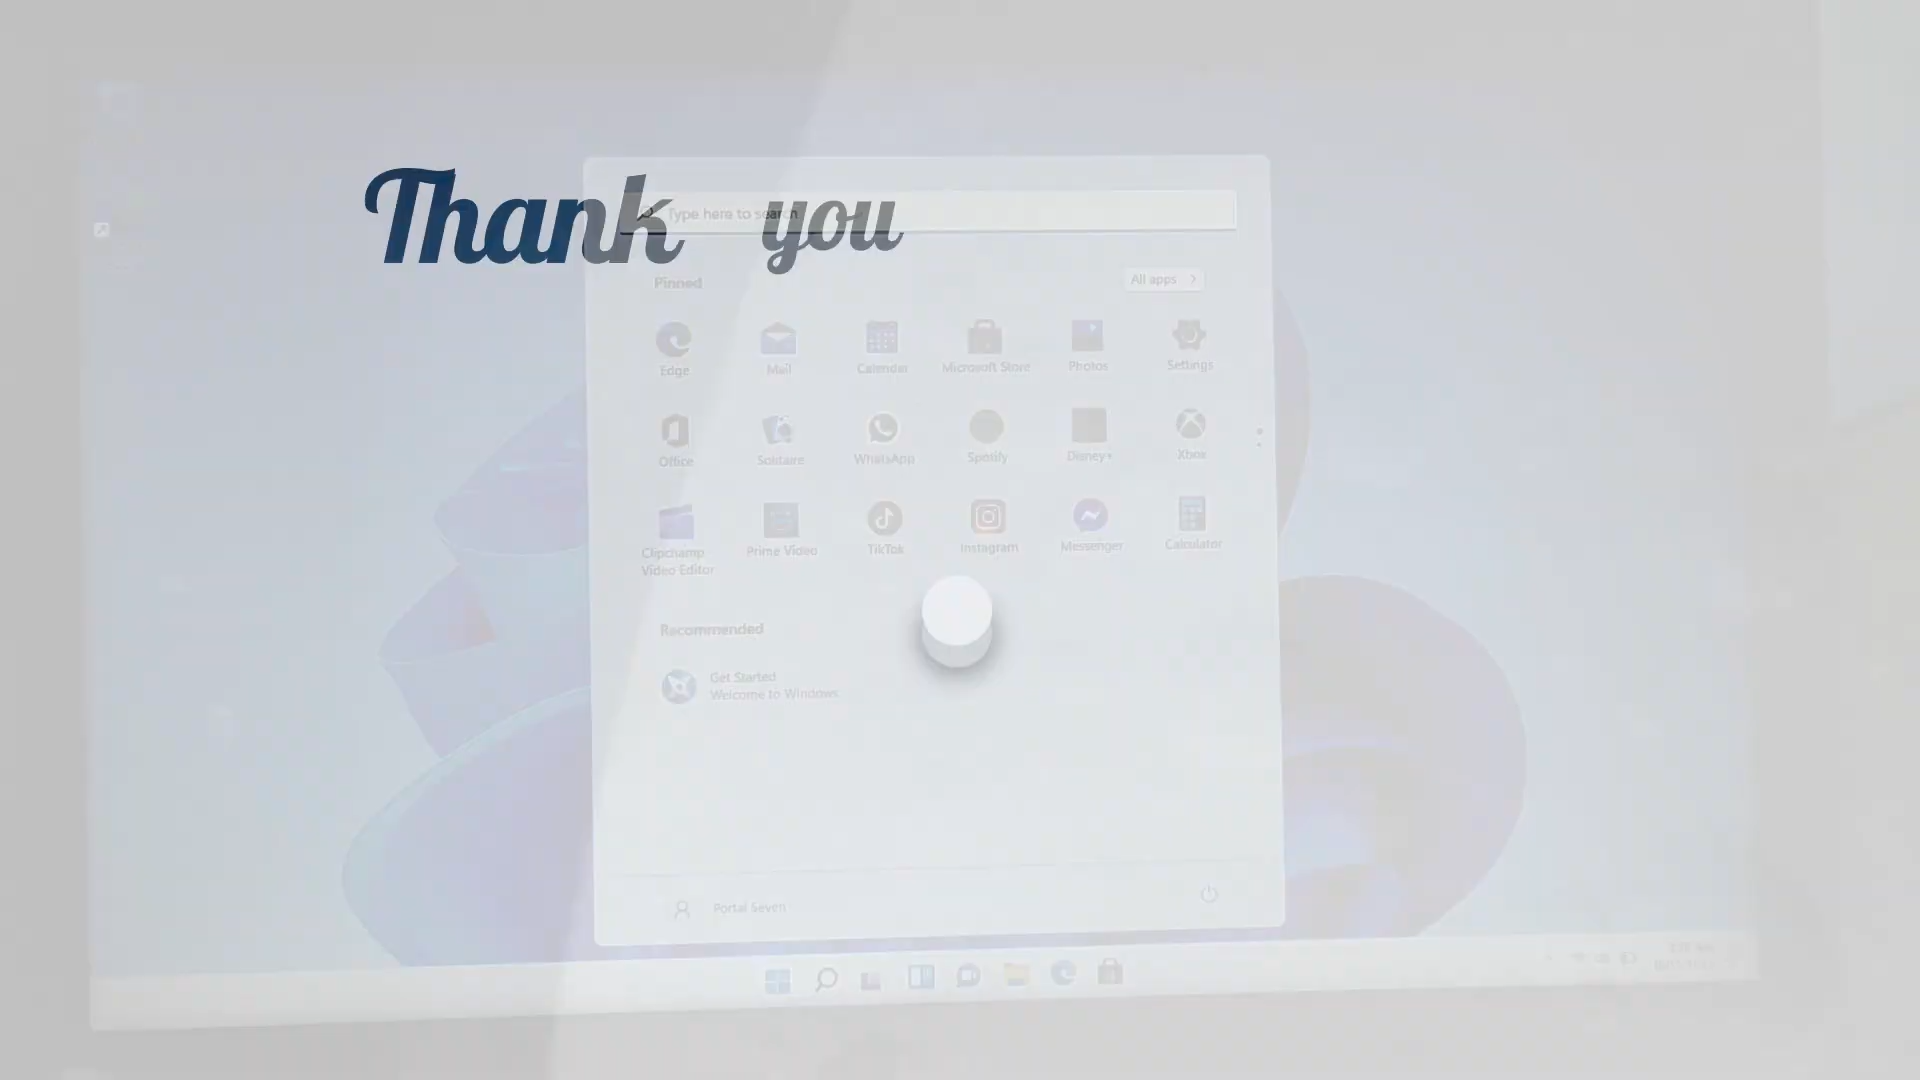 Thank you
Type here to search
Pinned
All apps
Edge
Mail
Calendar
Microsoft Store
Photos
Settings
Office
Solitaire
WhatsApp
Spotify
Disney+
Xbox
Clipchamp
Video Editor
Prime Video
TikTok
Instagram
Messenger
Calculator
Recommended
Get Started
Welcome to Windows
Portal Seven